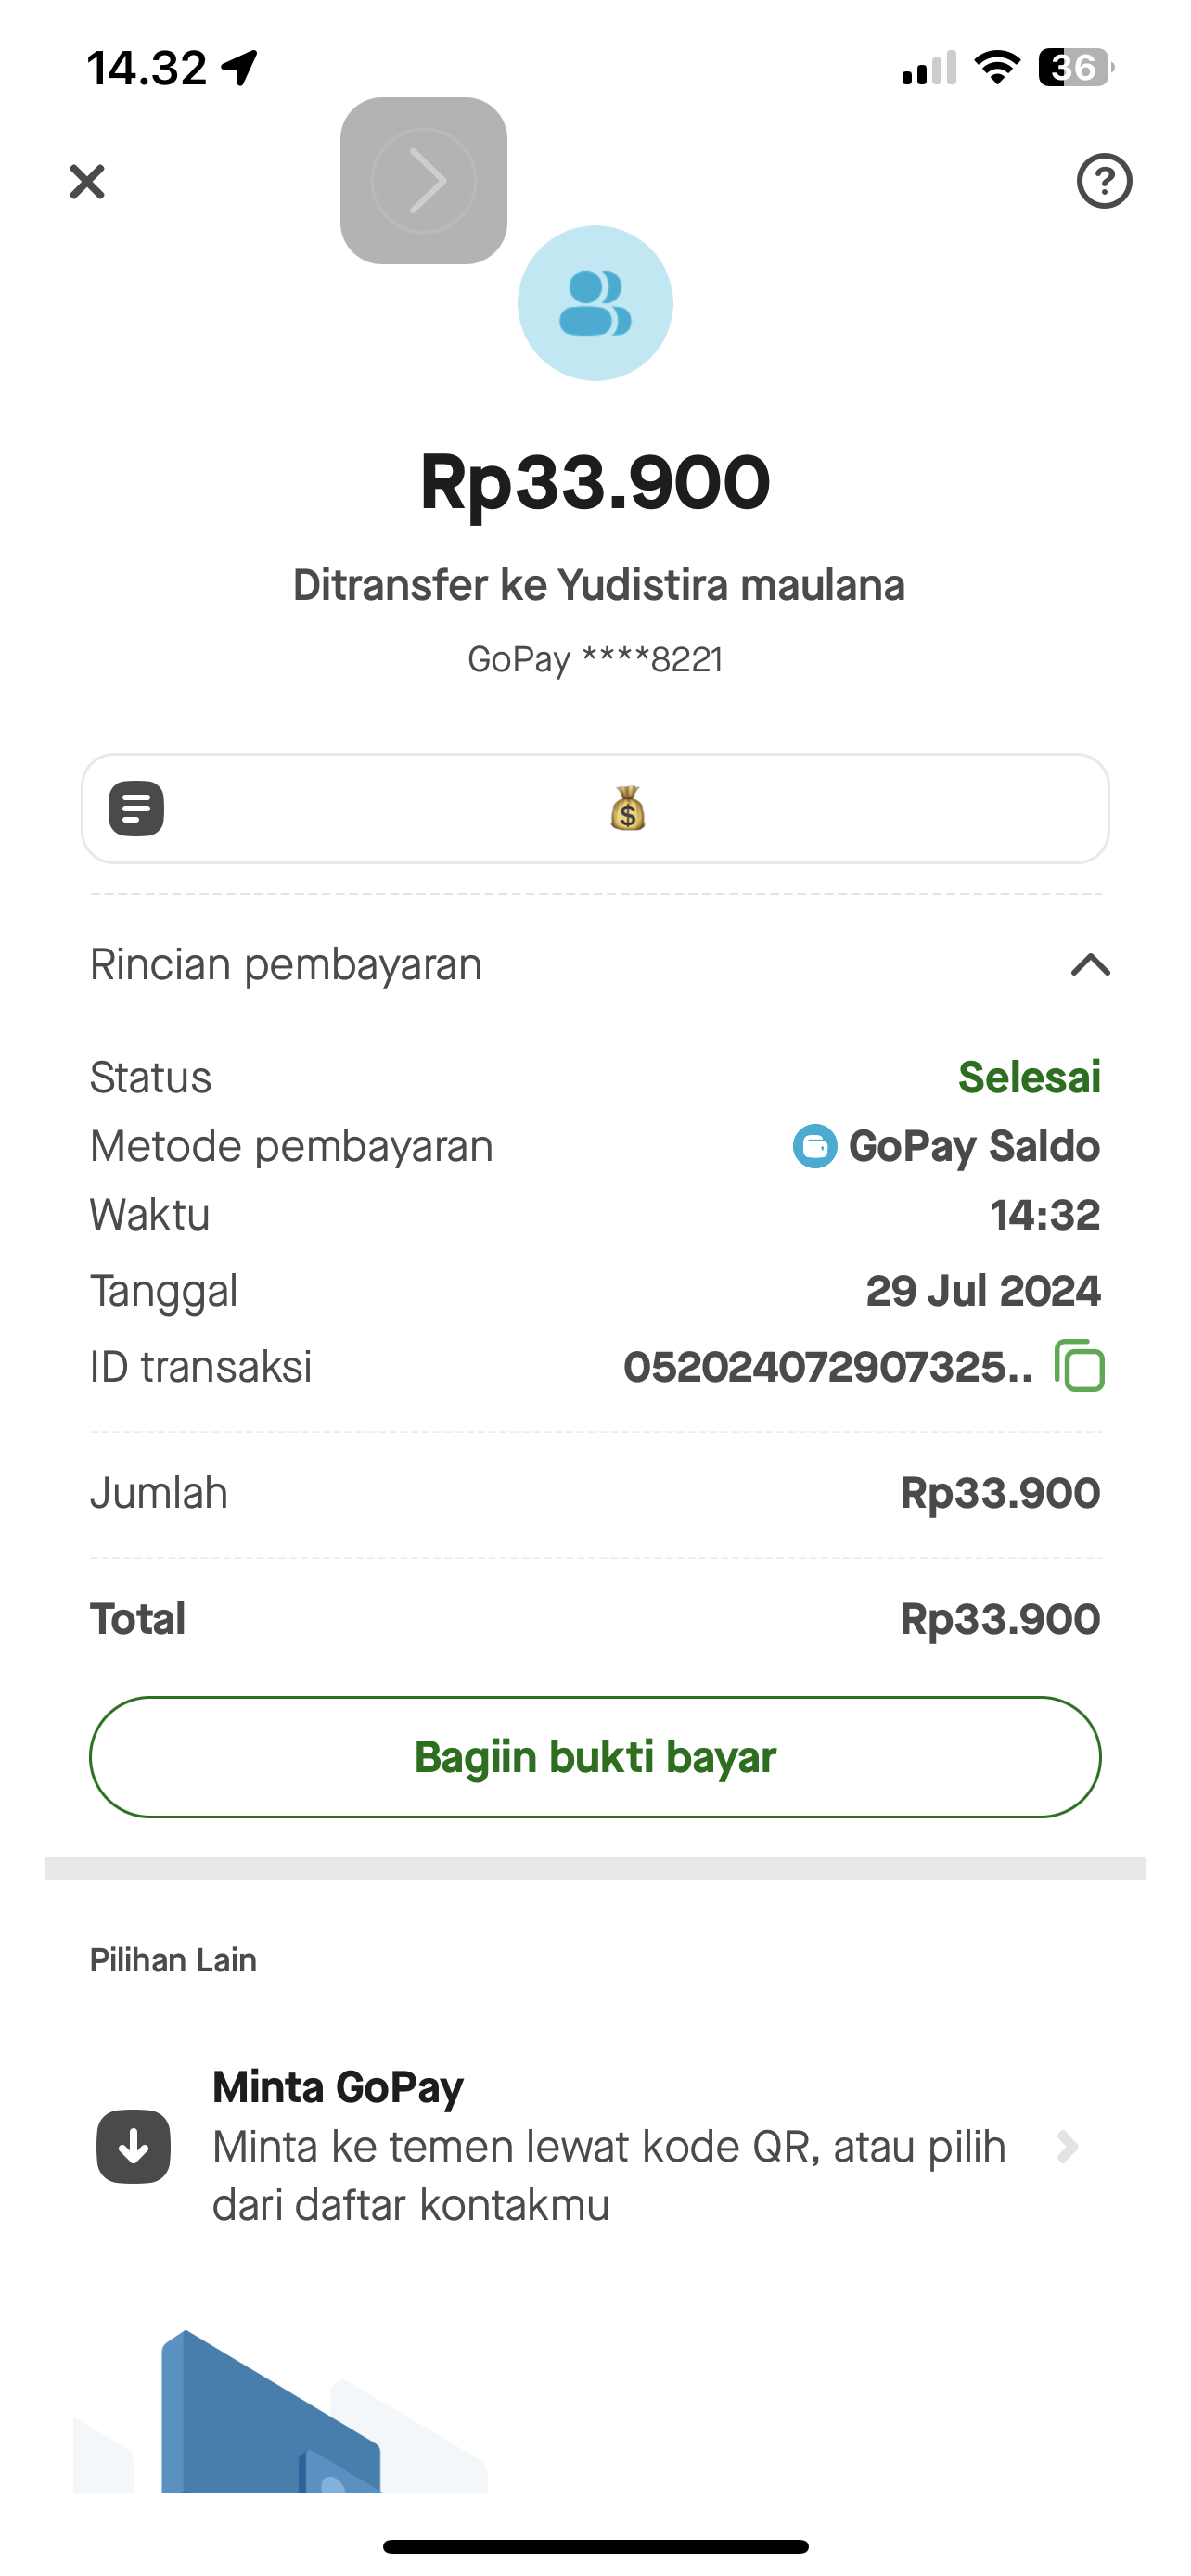 14.32
36
?
Rp33.900
Ditransfer ke Yudistira maulana
GoPay ****8221
$
Rincian pembayaran
Status Selesai
Metode pembayaran GoPay Saldo
Waktu 14:32
Tanggal 29 Jul 2024
ID transaksi 052024072907325..
Jumlah Rp33.900
Total Rp33.900
Bagiin bukti bayar
Pilihan Lain
Minta GoPay
Minta ke temen lewat kode QR, atau pilih
dari daftar kontakmu